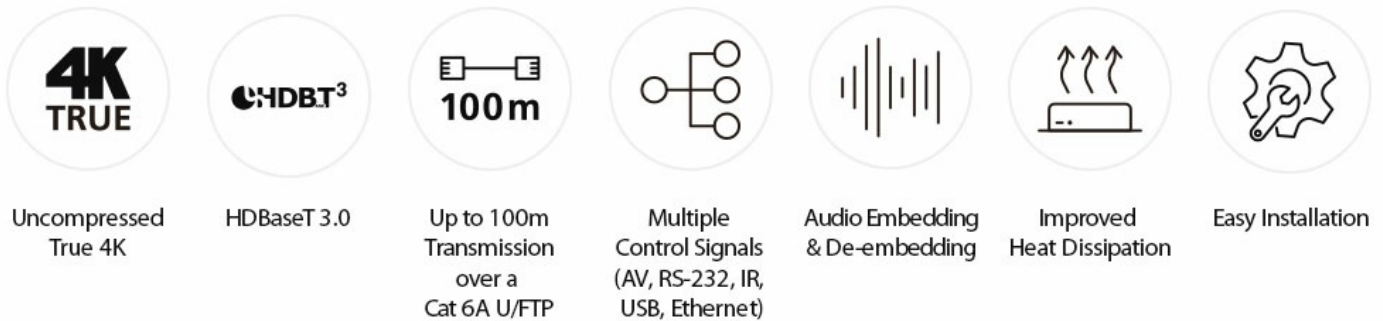 4K
TRUE
HDBT3
100m
Uncompressed
True 4K
HDBaseT 3.0
Up to 100m
Transmission
over a
Cat 6A U/FTP
Multiple
Control Signals
(AV, RS-232, IR,
USB, Ethernet)
Audio Embedding
& De-embedding
Improved
Heat Dissipation
Easy Installation